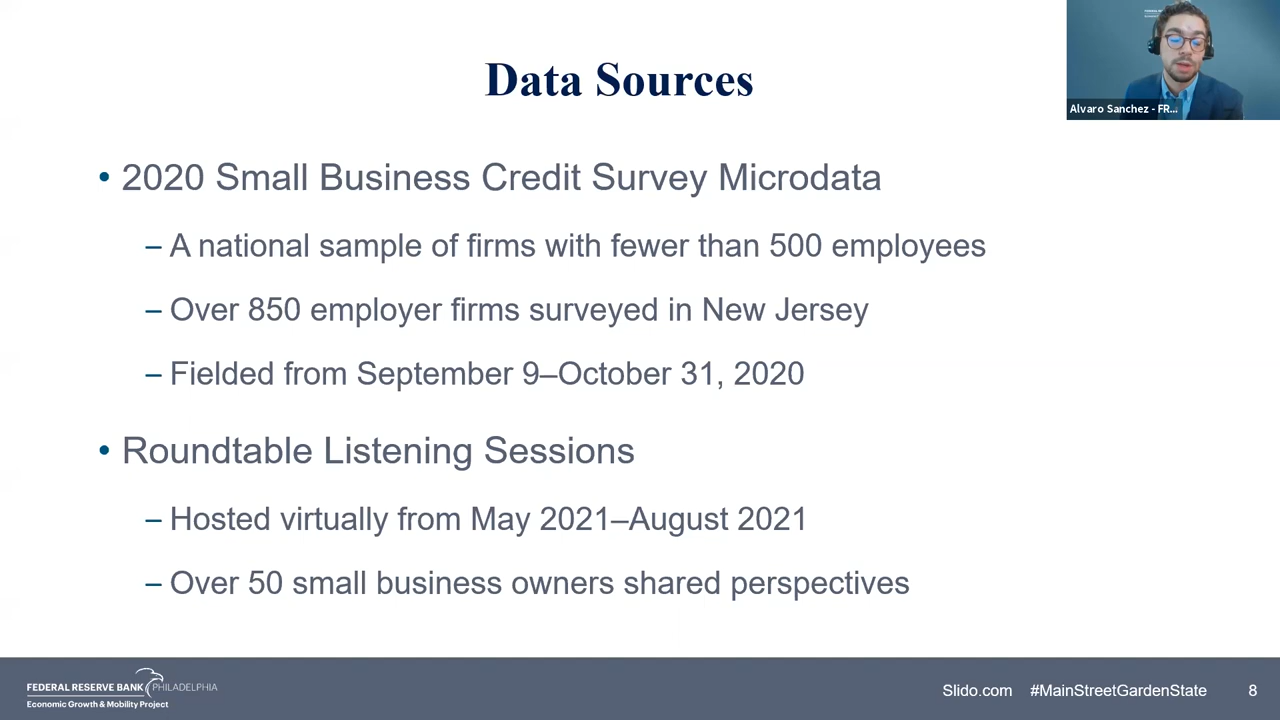 Data Sources
Alvaro Sanchez - FR...
• 2020 Small Business Credit Survey Microdata
– A national sample of firms with fewer than 500 employees
– Over 850 employer firms surveyed in New Jersey
– Fielded from September 9–October 31, 2020
• Roundtable Listening Sessions
– Hosted virtually from May 2021–August 2021
– Over 50 small business owners shared perspectives
FEDERAL RESERVE BANK PHILADELPHIA
Economic Growth & Mobility Project
Slido.com #MainStreetGardenState 8